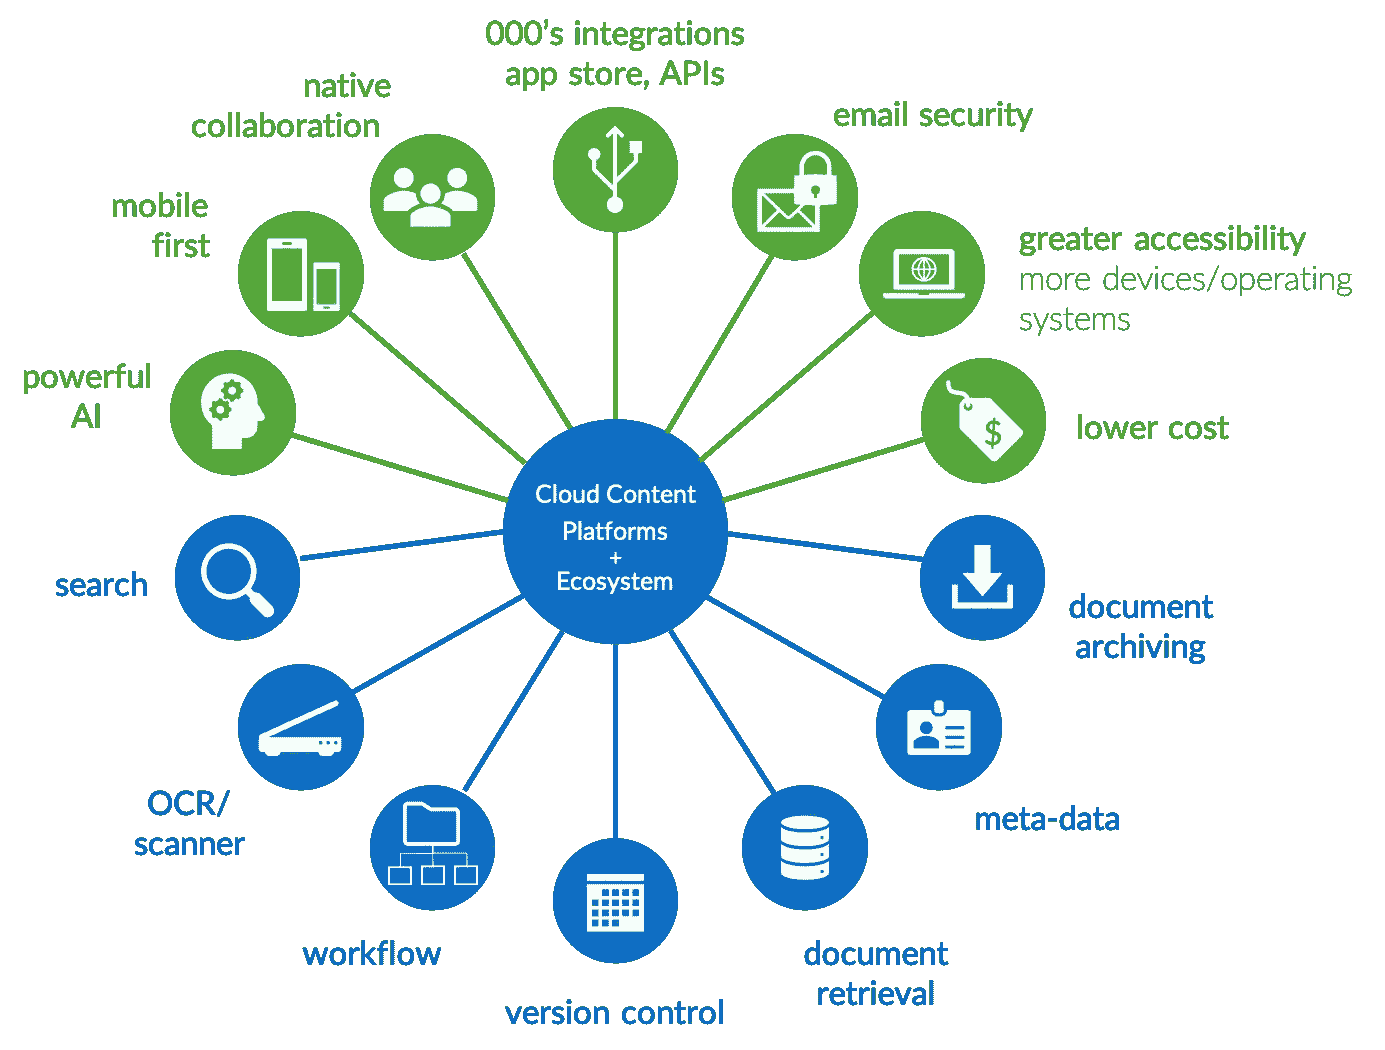 000's integrations
app store, APIs
native
collaboration
email security
mobile
first
greater accessibility
more devices/operating
systems
powerful
AI
lower cost
Cloud Content
Platforms
+
Ecosystem
search
document
archiving
OCR/
scanner
meta-data
workflow
document
retrieval
version control
$